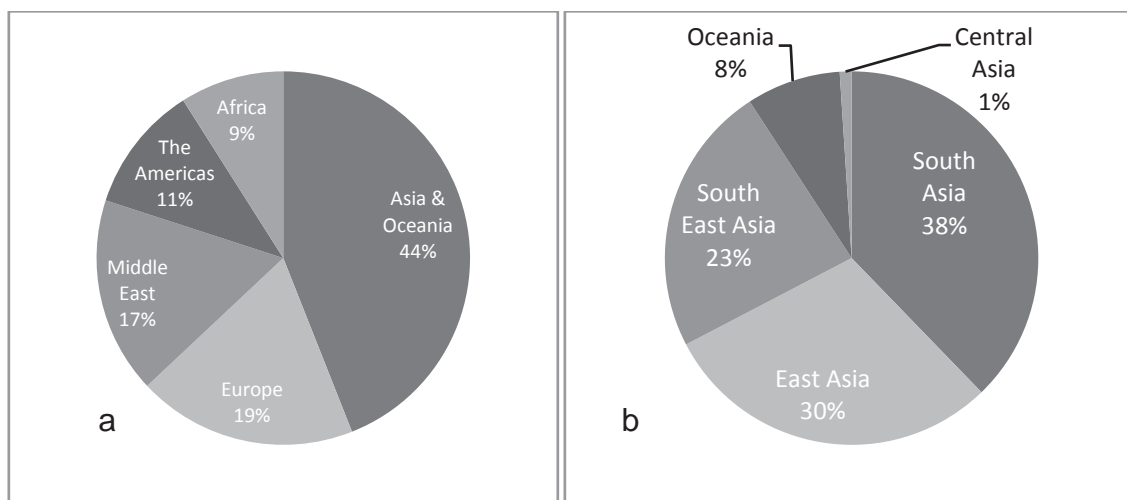 Africa
9%
The
Americas
11%
Asia &
Oceania
44%
Middle
East
17%
Europe
19%
a
Oceania
8%
Central
Asia
1%
South
Asia
38%
South
East Asia
23%
East Asia
30%
b